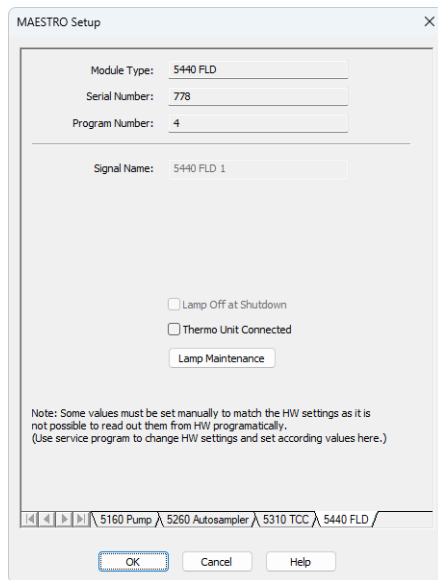 MAESTRO Setup
Module Type: 5440 FLD
Serial Number: 778
Program Number: 4
Signal Name: 5440 FLD 1
Lamp Off at Shutdown
Thermo Unit Connected
Lamp Maintenance
Note: Some values must be set manually to match the HW settings as it is
not possible to read out them from HW programatically.
(Use service program to change HW settings and set according values here.)
5160 Pump 5260 Autosampler 5310 TCC 5440 FLD
OK Cancel Help